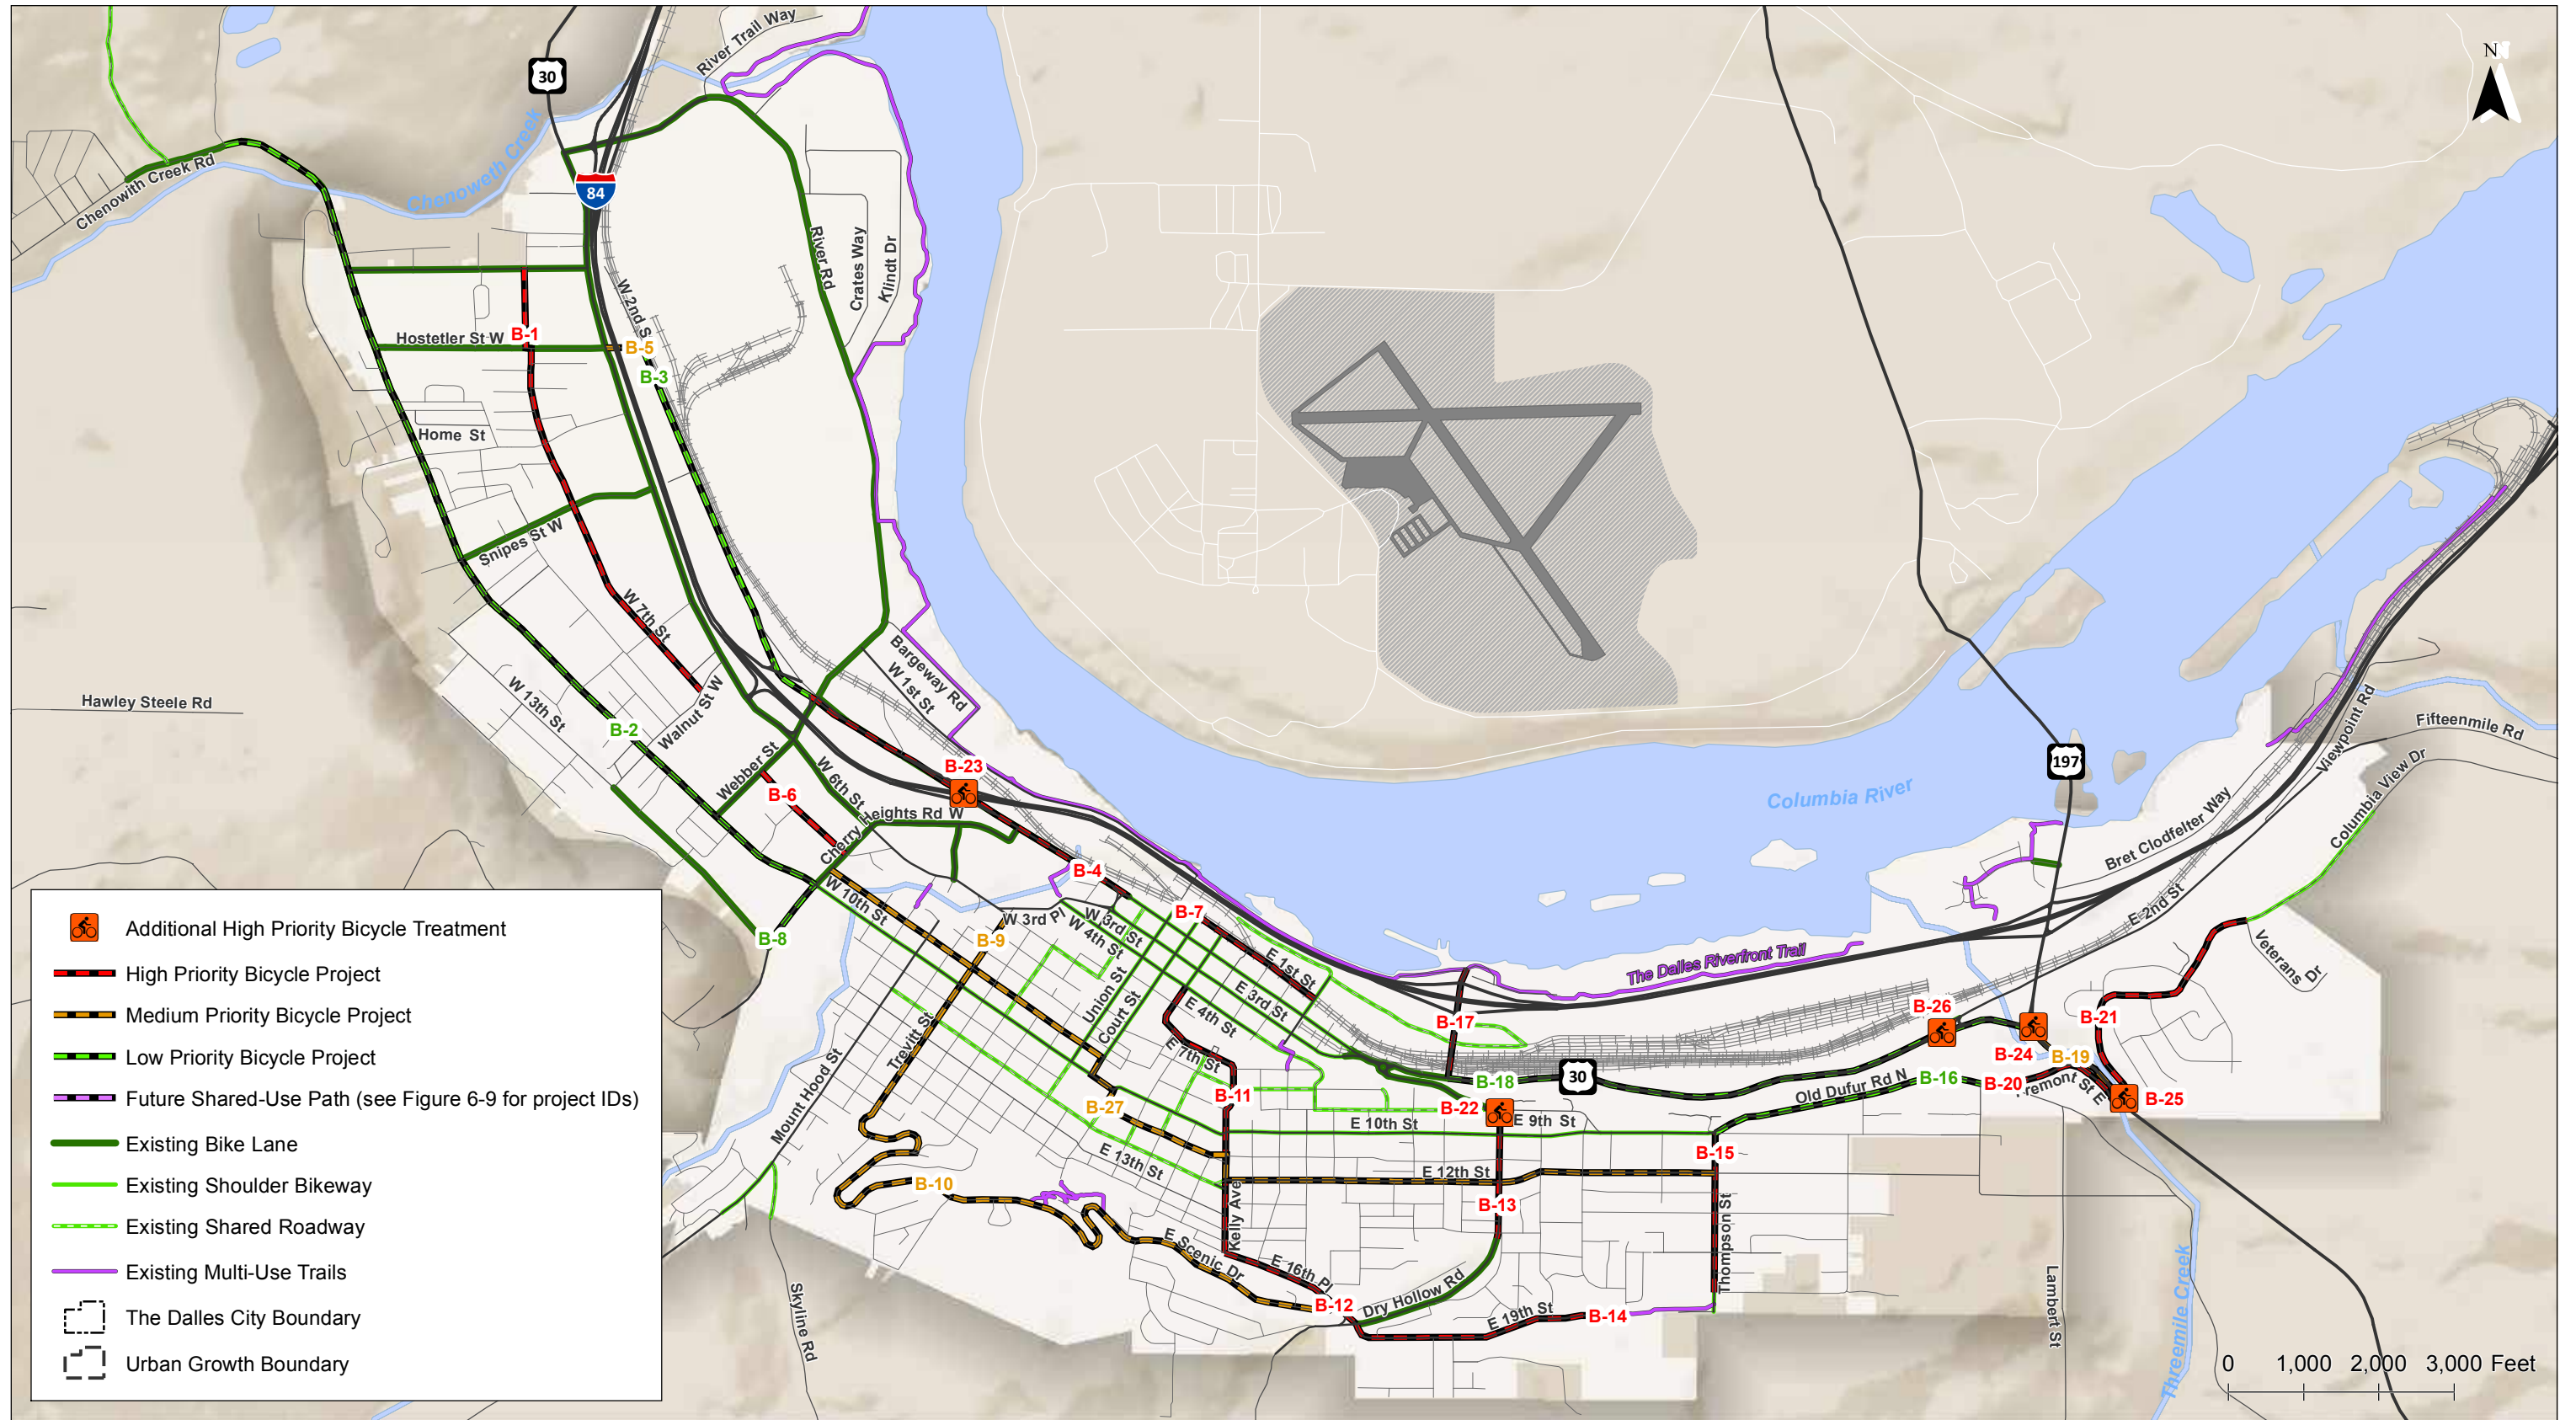 River Trail Way
30
N
Chenoweth Creek
Chenowith Creek Rd
84
River Rd
Crates Way
Klindt Dr
W 2nd S
Hostetler St W
B-1
B-5
B-3
Home St
Snipes St W
W 7th St
Bargeway Rd
W 1st St
Hawley Steele Rd
W 13th St
B-2
Walnut St W
Webber St
W 6th St
B-6
B-23
Cherry Heights Rd W
197
Columbia River
Viewpoint Rd
Fifteenmile Rd
Columbia View Dr
Bret Clodfelter Way
E 2nd St
Veterans Dr
B-4
W 10th St
B-8
W 3rd Pl
W 3rd St
W 4th St
B-7
B-9
E 1st St
The Dalles Riverfront Trail
Union St
Court St
E 3rd St
E 4th St
B-17
B-26
B-21
Trevitt St
Mount Hood St
E 7th St
B-24
B-19
B-18
30
B-16
B-20
Old Dufur Rd N
remont St E
B-25
B-11
B-27
B-22
E 9th St
E 10th St
B-15
E 13th St
E 12th St
B-10
B-13
Kelly Ave
Thompson St
E Scenic Dr
E 16th Pl
B-12
Dry Hollow Rd
E 19th St
B-14
Skyline Rd
Lambert St
Threemile Creek
Additional High Priority Bicycle Treatment
High Priority Bicycle Project
Medium Priority Bicycle Project
Low Priority Bicycle Project
Future Shared-Use Path (see Figure 6-9 for project IDs)
Existing Bike Lane
Existing Shoulder Bikeway
Existing Shared Roadway
Existing Multi-Use Trails
The Dalles City Boundary
Urban Growth Boundary
0 1,000 2,000 3,000 Feet